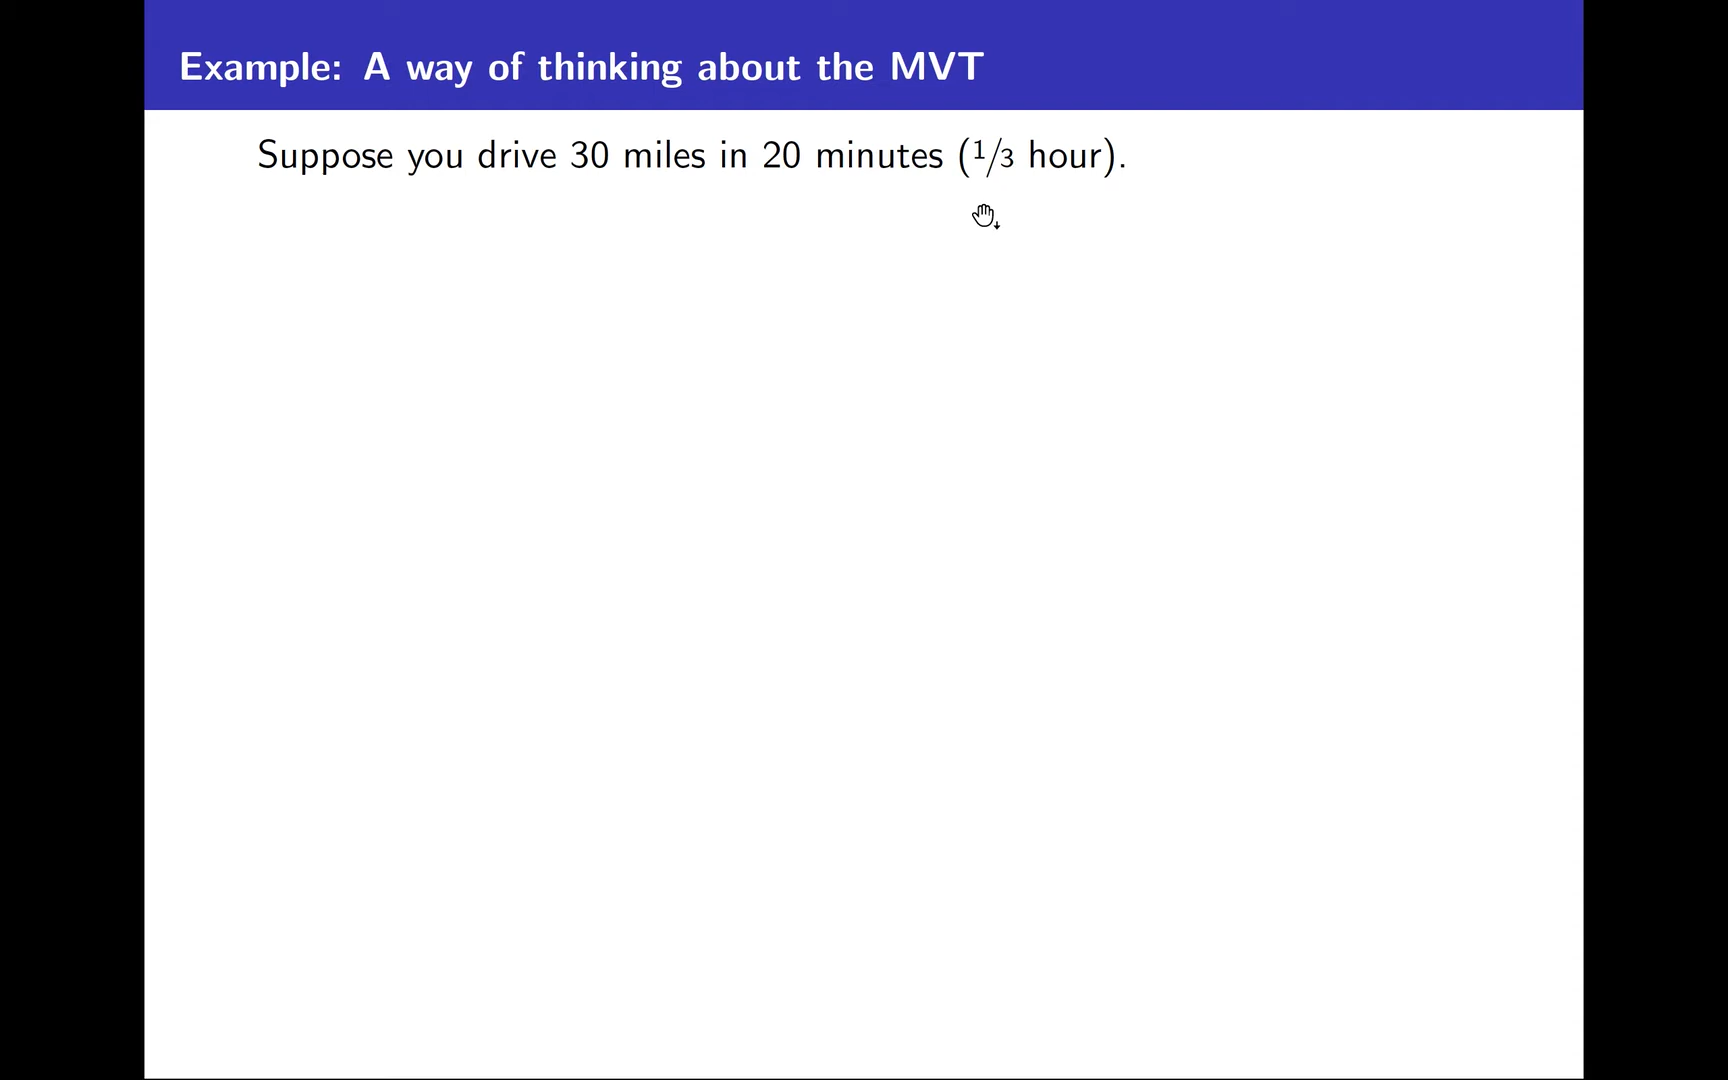 Example: A way of thinking about the MVT
Suppose you drive 30 miles in 20 minutes (1/3 hour).